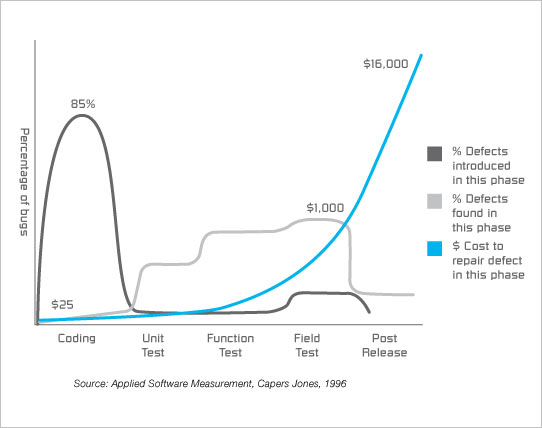 $16,000
85%
Percentage of bugs
% Defects
introduced
in this phase
% Defects
found in
this phase
$ Cost to
repair defect
in this phase
$1,000
$25
Coding
Unit
Test
Function
Test
Field
Test
Post
Release
Source: Applied Software Measurement, Capers Jones, 1996